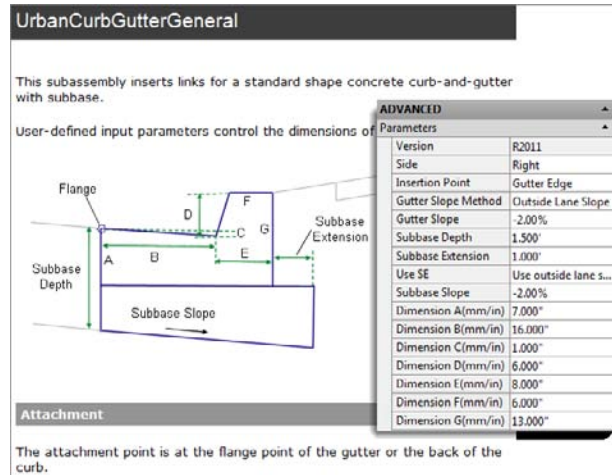 UrbanCurbGutterGeneral
This subassembly inserts links for a standard shape concrete curb-and-gutter
with subbase.
User-defined input parameters control the dimensions of
Flange
F
D
G
C
Subbase
Extension
A
B
E
Subbase
Depth
Subbase Slope
Attachment
The attachment point is at the flange point of the gutter or the back of the
curb.
ADVANCED
Parameters
Version R2011
Side Right
Insertion Point Gutter Edge
Gutter Slope Method Outside Lane Slope
Gutter Slope -2.00%
Subbase Depth 1.500'
Subbase Extension 1.000'
Use SE Use outside lane s...
Subbase Slope -2.00%
Dimension A(mm/in) 7.000"
Dimension B(mm/in) 16.000"
Dimension C(mm/in) 1.000"
Dimension D(mm/in) 6.000"
Dimension E(mm/in) 8.000"
Dimension F(mm/in) 6.000"
Dimension G(mm/in) 13.000"